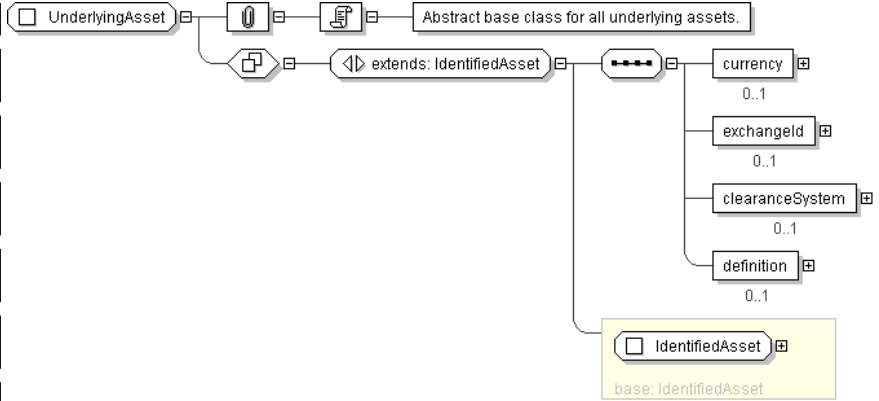 UnderlyingAsset
Abstract base class for all underlying assets.
extends: IdentifiedAsset
currency
0..1
exchangeId
0..1
clearanceSystem
0..1
definition
0..1
IdentifiedAsset
base: IdentifiedAsset